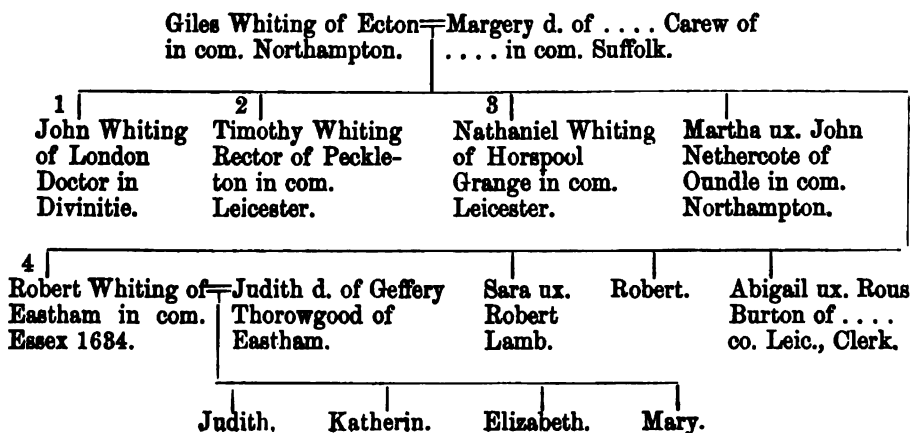 Giles Whiting of Ecton=Margery d. of .... Carew of
in com. Northampton. .... in com. Suffolk.
1 2 3
John Whiting Timothy Whiting Nathaniel Whiting Martha ux. John
of London Rector of Peckle- of Horspool Nethercote of
Doctor in ton in com. Grange in com. Oundle in com.
Divinitie. Leicester. Leicester. Northampton.
4
Robert Whiting of=Judith d. of Geffery Sara ux. Robert. Abigail ux. Rous
Eastham in com. Thorowgood of Robert Burton of ....
Essex 1634. Eastham. Lamb. co. Leic., Clerk.
Judith. Katherin. Elizabeth. Mary.